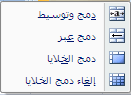 دمج وتوسيط
دمج عبر
دمج الخلايا
إلغاء دمج الخلايا